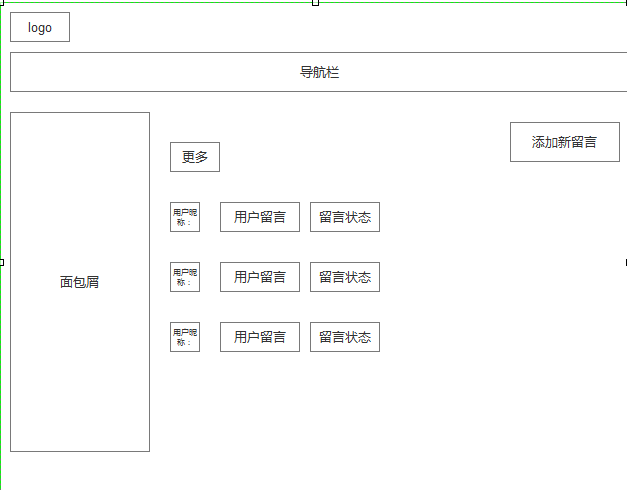 logo
导航栏
添加新留言
更多
用户昵
称：
用户留言
留言状态
用户昵
称：
用户留言
留言状态
面包屑
用户昵
称：
用户留言
留言状态